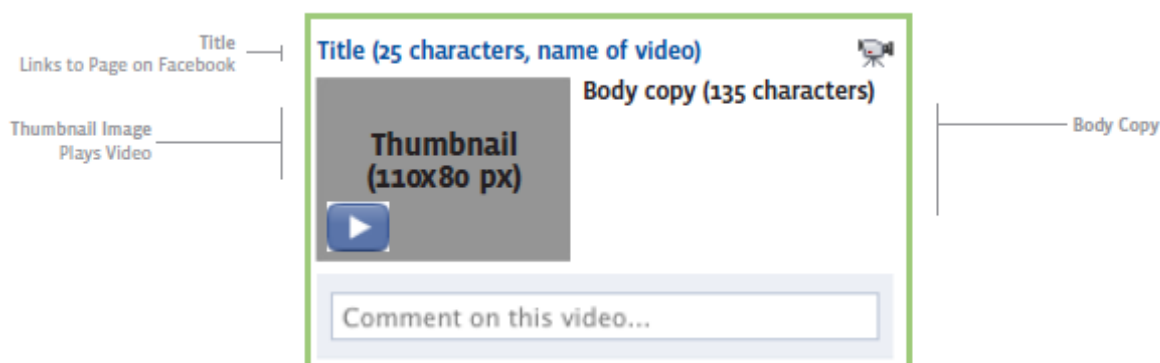 Title
Links to Page on Facebook
Title (25 characters, name of video)
Body copy (135 characters)
Thumbnail Image
Plays Video
Thumbnail
(110x80 px)
Body Copy
Comment on this video...